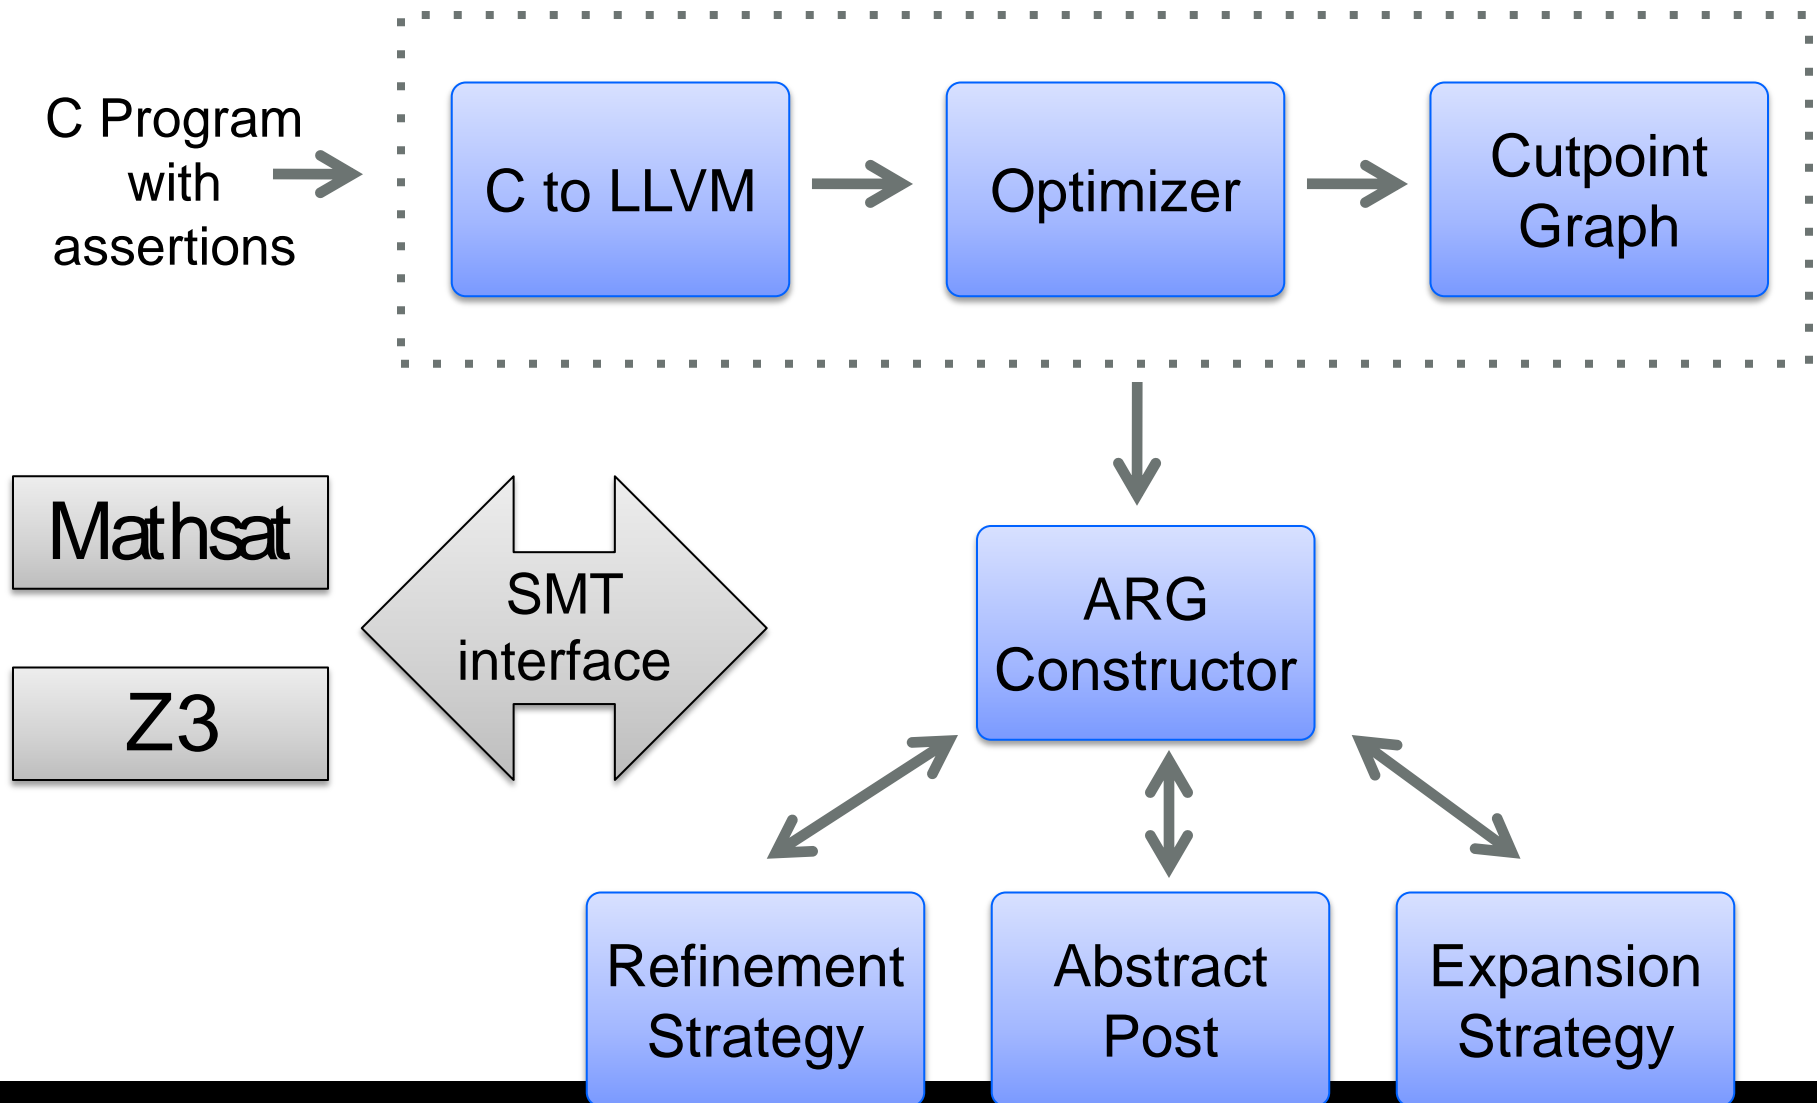 C Program
with
assertions
C to LLVM
Optimizer
Cutpoint
Graph
Mathsat
Z3
SMT
interface
ARG
Constructor
Refinement
Strategy
Abstract
Post
Expansion
Strategy